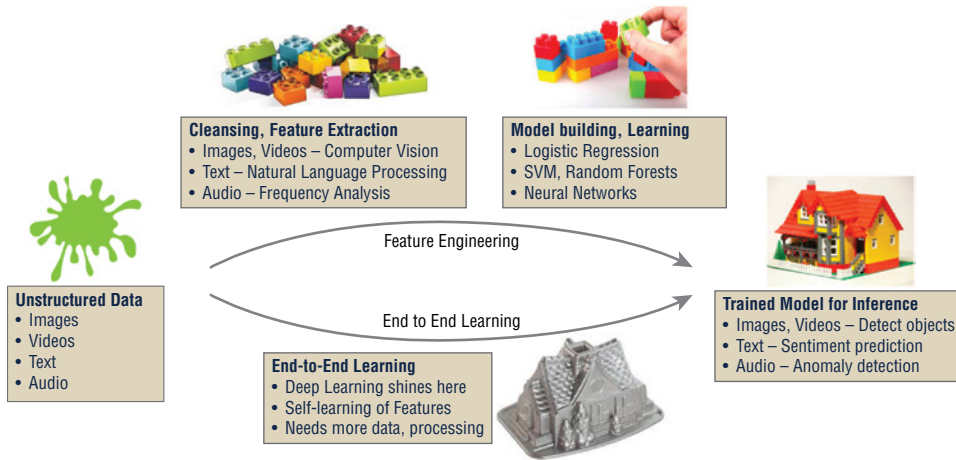 Cleansing, Feature Extraction
• Images, Videos – Computer Vision
• Text – Natural Language Processing
• Audio – Frequency Analysis
Model building, Learning
• Logistic Regression
• SVM, Random Forests
• Neural Networks
Feature Engineering
Unstructured Data
• Images
• Videos
• Text
• Audio
End to End Learning
Trained Model for Inference
• Images, Videos – Detect objects
• Text – Sentiment prediction
• Audio – Anomaly detection
End-to-End Learning
• Deep Learning shines here
• Self-learning of Features
• Needs more data, processing